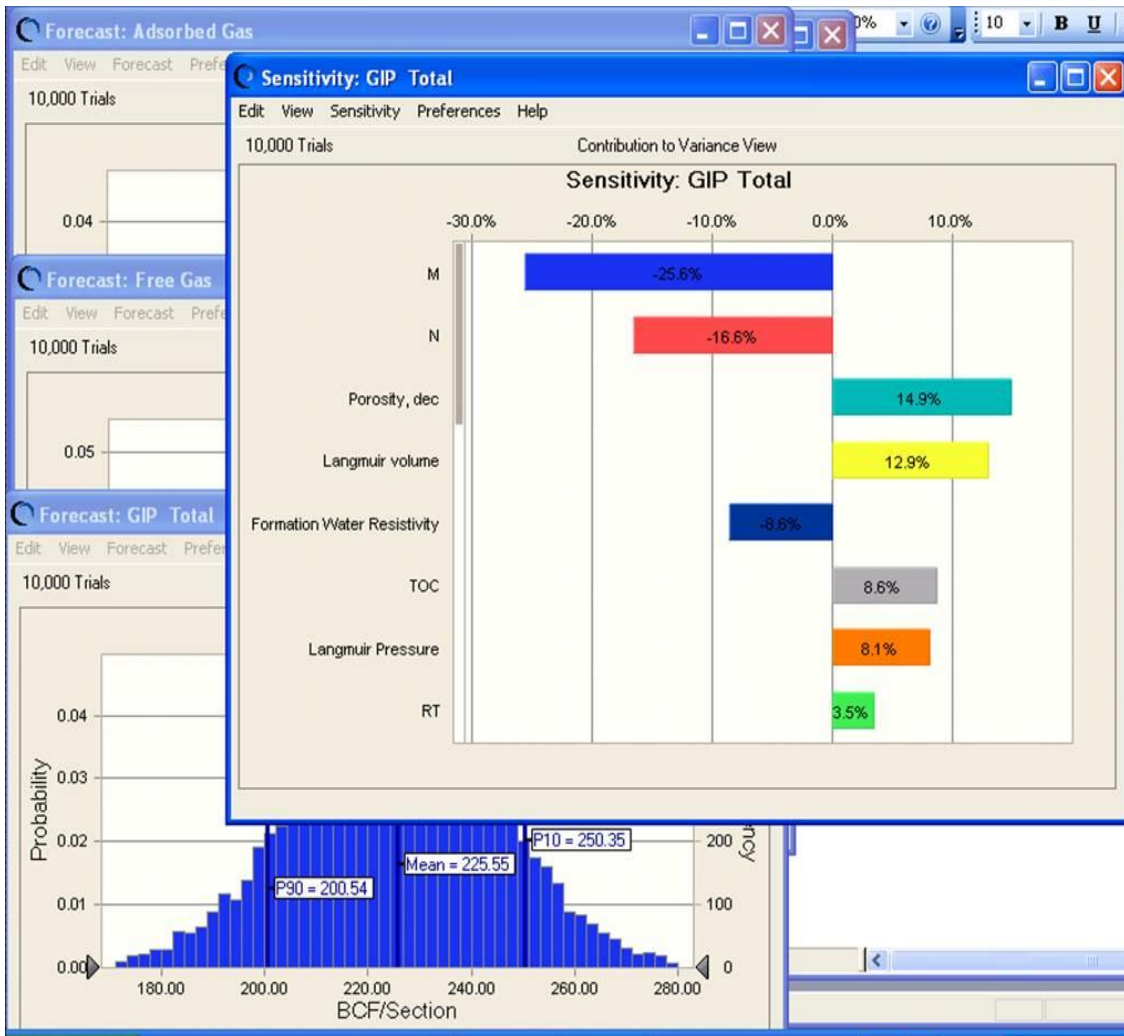 Forecast: Adsorbed Gas
Edit View Forecast
10,000 Trials
0.04
0% 10 B U
Sensitivity: GIP Total
Edit View Sensitivity Preferences Help
10,000 Trials Contribution to Variance View
Sensitivity: GIP Total
-30.0% -20.0% -10.0% 0.0% 10.0%
M -25.6%
N -16.6%
Porosity, dec 14.9%
Langmuir volume 12.9%
Formation Water Resistivity -8.6%
TOC 8.6%
Langmuir Pressure 8.1%
RT 3.5%
Forecast: Free Gas
Edit View Forecast
10,000 Trials
0.05
Forecast: GIP Total
Edit View Forecast
10,000 Trials
Probability
0.04
0.03
0.02
0.01
0.00
P90 = 200.54
Mean = 225.55
P10 = 250.35
200
100
0
180.00 200.00 220.00 240.00 260.00 280.00
BCF/Section